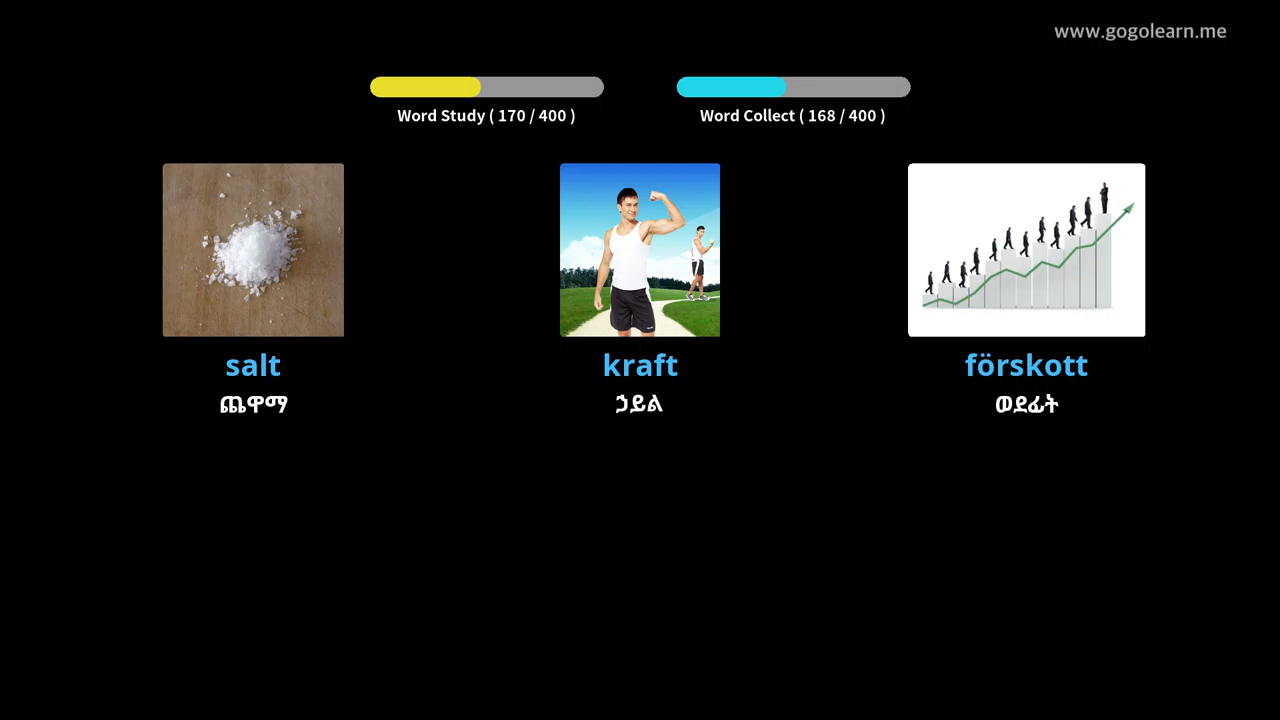 www.gogolearn.me
Word Study ( 170 / 400 )
Word Collect ( 168 / 400 )
salt
kraft
förskott
ጨዋማ
ኃይል
ወደፊት